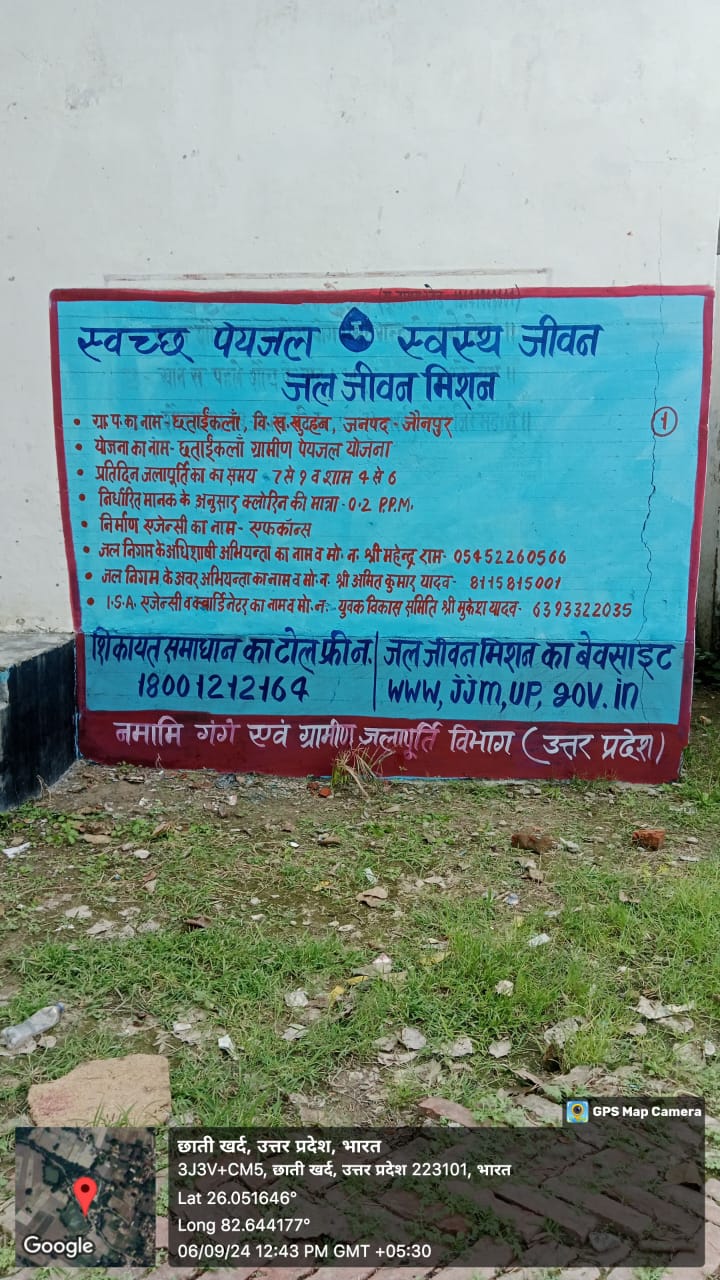 स्वच्छ पेयजल स्वस्थ जीवन
जल जीवन मिशन
1
• ग्रा. प. का नाम - छताईकलाँ, वि. ख. सुइथाकला, जनपद - जौनपुर
• योजना का नाम - छताईकलाँ ग्रामीण पेयजल योजना
• प्रतिदिन जलापूर्ति का का समय - 7 से 9 व शाम 4 से 6
• निर्धारित मानक के अनुसार क्लोरिन की मात्रा - 0.2 P.P.M.
• निर्माण एजेन्सी का नाम - एफकॉन्स
• जल निगम के अधिशाषी अभियन्ता का नाम व मो. न. श्री महेन्द्र राम - 05452260566
• जल निगम के अवर अभियन्ता का नाम व मो. न. श्री अमित कुमार यादव - 8115815001
• I.S.A. एजेन्सी व क्वार्डिनेटर का नाम व मो. न. युवक विकास समिति श्री मुकेश यादव - 6393322035
शिकायत समाधान का टोल फ्री न.
18001212164
जल जीवन मिशन का बेवसाइट
WWW, jjm, UP, gov. in
नमामि गंगे एवं ग्रामीण जलापूर्ति विभाग (उत्तर प्रदेश)
GPS Map Camera
छाती खर्द, उत्तर प्रदेश, भारत
3J3V+CM5, छाती खर्द, उत्तर प्रदेश 223101, भारत
Lat 26.051646°
Long 82.644177°
06/09/24 12:43 PM GMT +05:30
Google